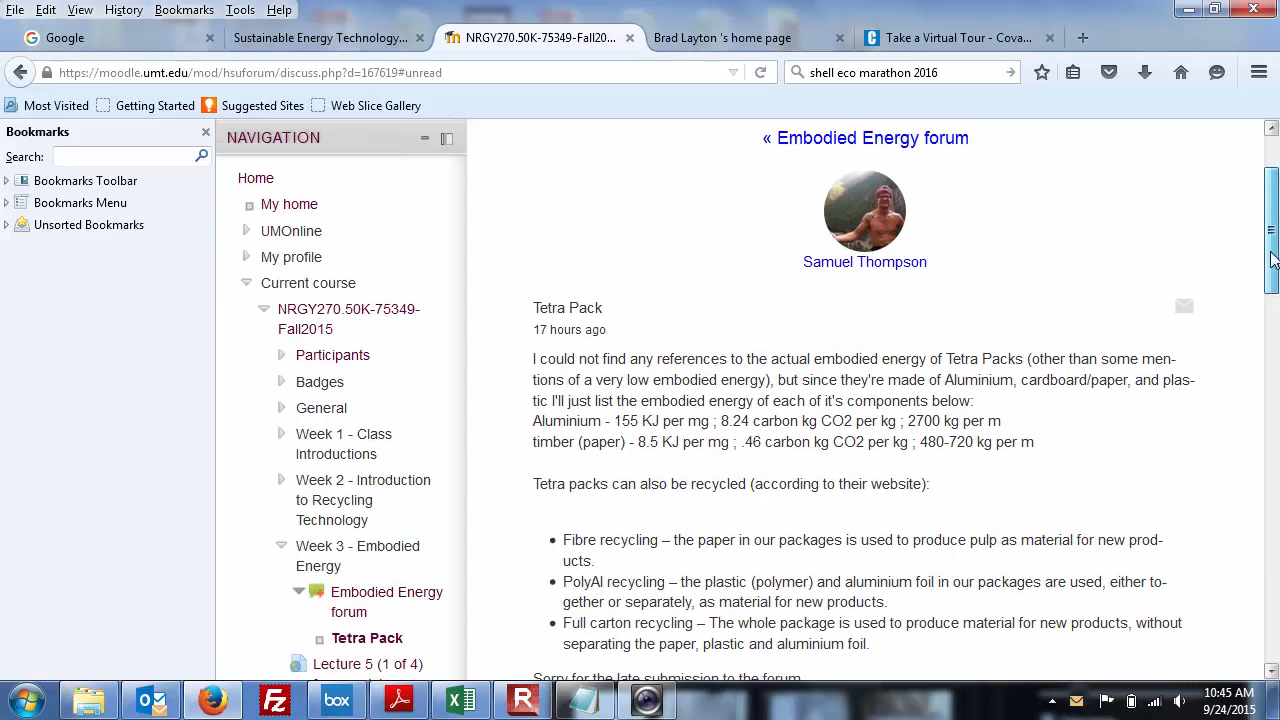 File Edit View History Bookmarks Tools Help
Google
Sustainable Energy Technology...
NRGY270.50K-75349-Fall20...
Brad Layton 's home page
Take a Virtual Tour - Cova...
https://moodle.umt.edu/mod/hsuforum/discuss.php?d=167619#unread
shell eco marathon 2016
Most Visited
Getting Started
Suggested Sites
Web Slice Gallery
Bookmarks
Search:
Bookmarks Toolbar
Bookmarks Menu
Unsorted Bookmarks
NAVIGATION
Home
My home
UMOnline
My profile
Current course
NRGY270.50K-75349-
Fall2015
Participants
Badges
General
Week 1 - Class
Introductions
Week 2 - Introduction
to Recycling
Technology
Week 3 - Embodied
Energy
Embodied Energy
forum
Tetra Pack
Lecture 5 (1 of 4)
« Embodied Energy forum
Samuel Thompson
Tetra Pack
17 hours ago
I could not find any references to the actual embodied energy of Tetra Packs (other than some men-
tions of a very low embodied energy), but since they're made of Aluminium, cardboard/paper, and plas-
tic I'll just list the embodied energy of each of it's components below:
Aluminium - 155 KJ per mg ; 8.24 carbon kg CO2 per kg ; 2700 kg per m
timber (paper) - 8.5 KJ per mg ; .46 carbon kg CO2 per kg ; 480-720 kg per m
Tetra packs can also be recycled (according to their website):
• Fibre recycling – the paper in our packages is used to produce pulp as material for new prod-
ucts.
• PolyAl recycling – the plastic (polymer) and aluminium foil in our packages are used, either to-
gether or separately, as material for new products.
• Full carton recycling – The whole package is used to produce material for new products, without
separating the paper, plastic and aluminium foil.
Sorry for the late submission to the forum
box
10:45 AM
9/24/2015